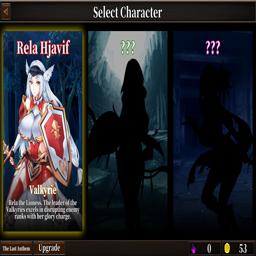 Select Character
Rela Hjavif
???
???
Valkyrie
Rela the Lioness. The leader of the
Valkyries excels in disrupting enemy
ranks with her glory charge.
The Last Anthem
Upgrade
0
53